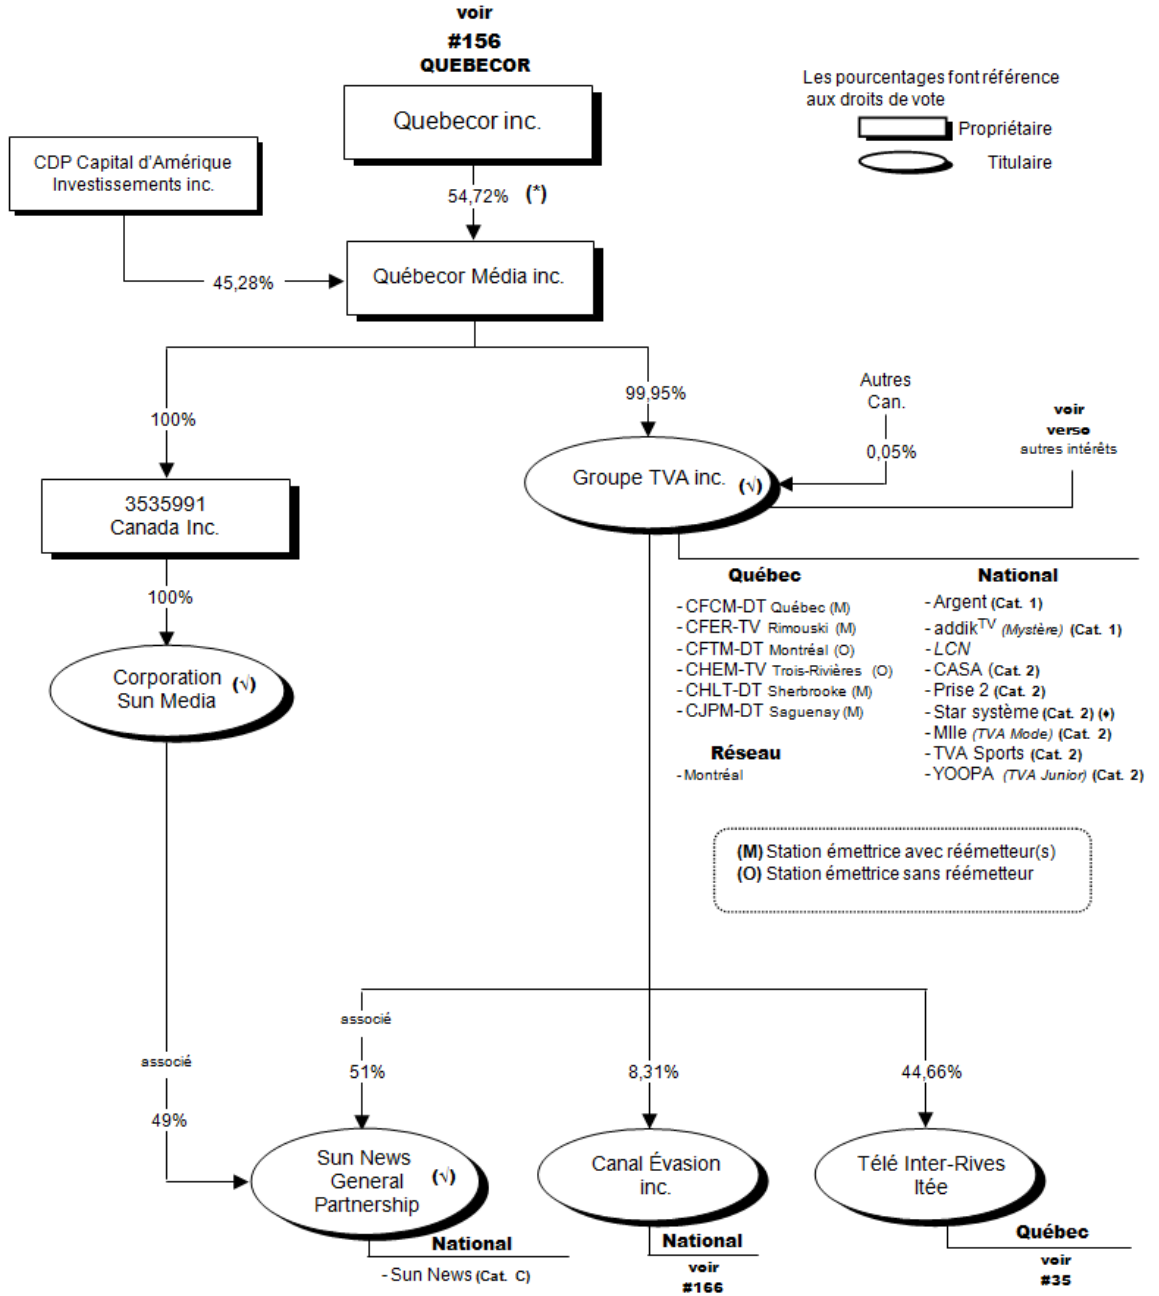 voir
#156
QUEBECOR
Quebecor inc.
Les pourcentages font référence
aux droits de vote
Propriétaire
Titulaire
CDP Capital d'Amérique
Investissements inc.
54,72% (*)
45,28%
Québecor Média inc.
100%
99,95%
Autres
Can.
0,05%
voir
verso
autres intérêts
3535991
Canada Inc.
Groupe TVA inc. (√)
100%
Corporation
Sun Media (√)
Québec
- CFCM-DT Québec (M)
- CFER-TV Rimouski (M)
- CFTM-DT Montréal (O)
- CHEM-TV Trois-Rivières (O)
- CHLT-DT Sherbrooke (M)
- CJPM-DT Saguenay (M)
Réseau
- Montréal
National
- Argent (Cat. 1)
- addikTV (Mystère) (Cat. 1)
- LCN
- CASA (Cat. 2)
- Prise 2 (Cat. 2)
- Star système (Cat. 2) (♦)
- Mlle (TVA Mode) (Cat. 2)
- TVA Sports (Cat. 2)
- YOOPA (TVA Junior) (Cat. 2)
(M) Station émettrice avec réémetteur(s)
(O) Station émettrice sans réémetteur
associé
49%
associé
51%
8,31%
44,66%
Sun News
General
Partnership (√)
Canal Évasion
inc.
Télé Inter-Rives
ltée
National
- Sun News (Cat. C)
National
voir
#166
Québec
voir
#35